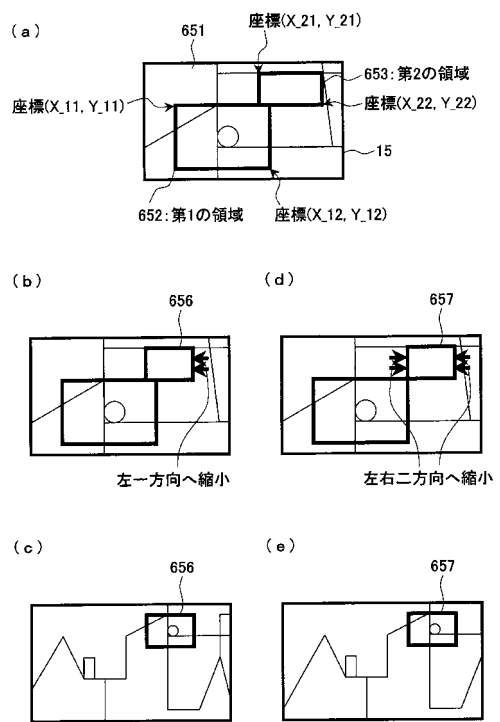 (a)
651
座標(X_21, Y_21)
653:第2の領域
座標(X_11, Y_11)
座標(X_22, Y_22)
15
652:第1の領域
座標(X_12, Y_12)
(b)
656
左一方向へ縮小
(d)
657
左右二方向へ縮小
(c)
656
(e)
657